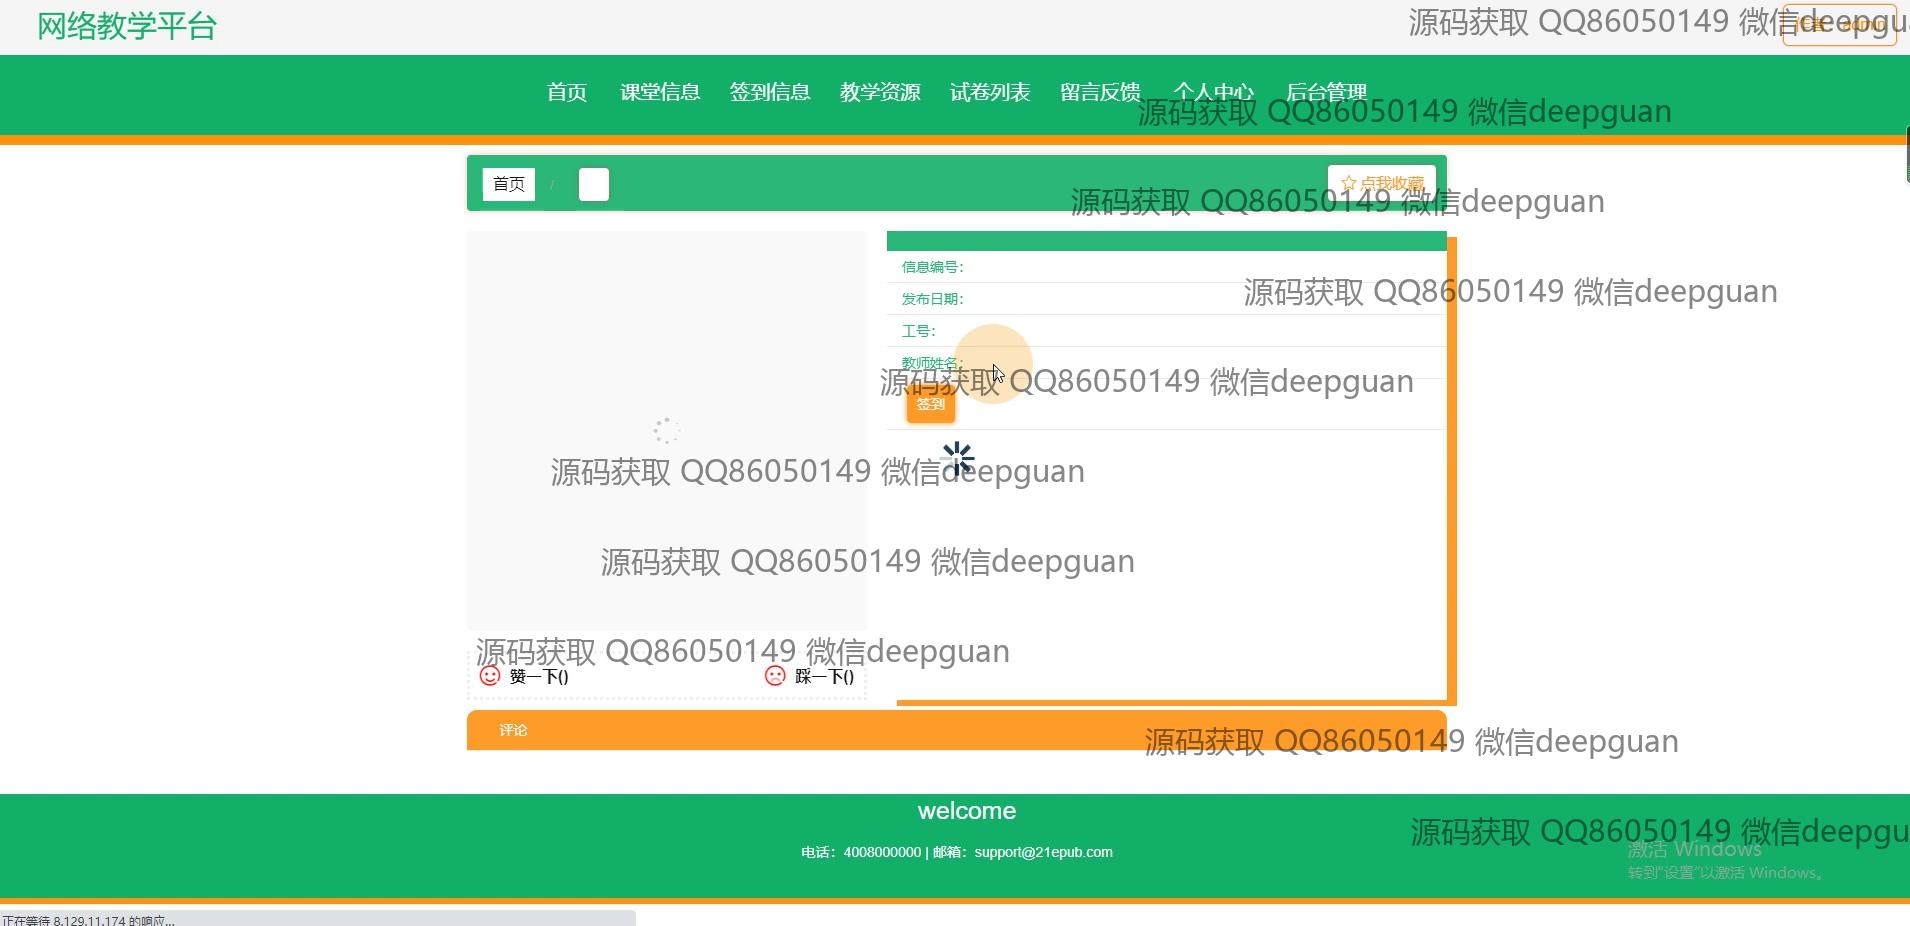 网络教学平台
源码获取 QQ86050149 微信deepgu
首页 课堂信息 签到信息 教学资源 试卷列表 留言反馈 个人中心 后台管理
源码获取 QQ86050149 微信deepguan
首页 /
☆ 点我收藏
源码获取 QQ86050149 微信deepguan
信息编号：
源码获取 QQ86050149 微信deepguan
发布日期：
工号：
教师姓名：
源码获取 QQ86050149 微信deepguan
签到
源码获取 QQ86050149 微信deepguan
源码获取 QQ86050149 微信deepguan
源码获取 QQ86050149 微信deepguan
赞一下() 踩一下()
评论
源码获取 QQ86050149 微信deepguan
welcome
源码获取 QQ86050149 微信deepgu
电话：4008000000 | 邮箱：support@21epub.com
激活 Windows
转到“设置”以激活 Windows。
正在等待 8.129.11.174 的响应...